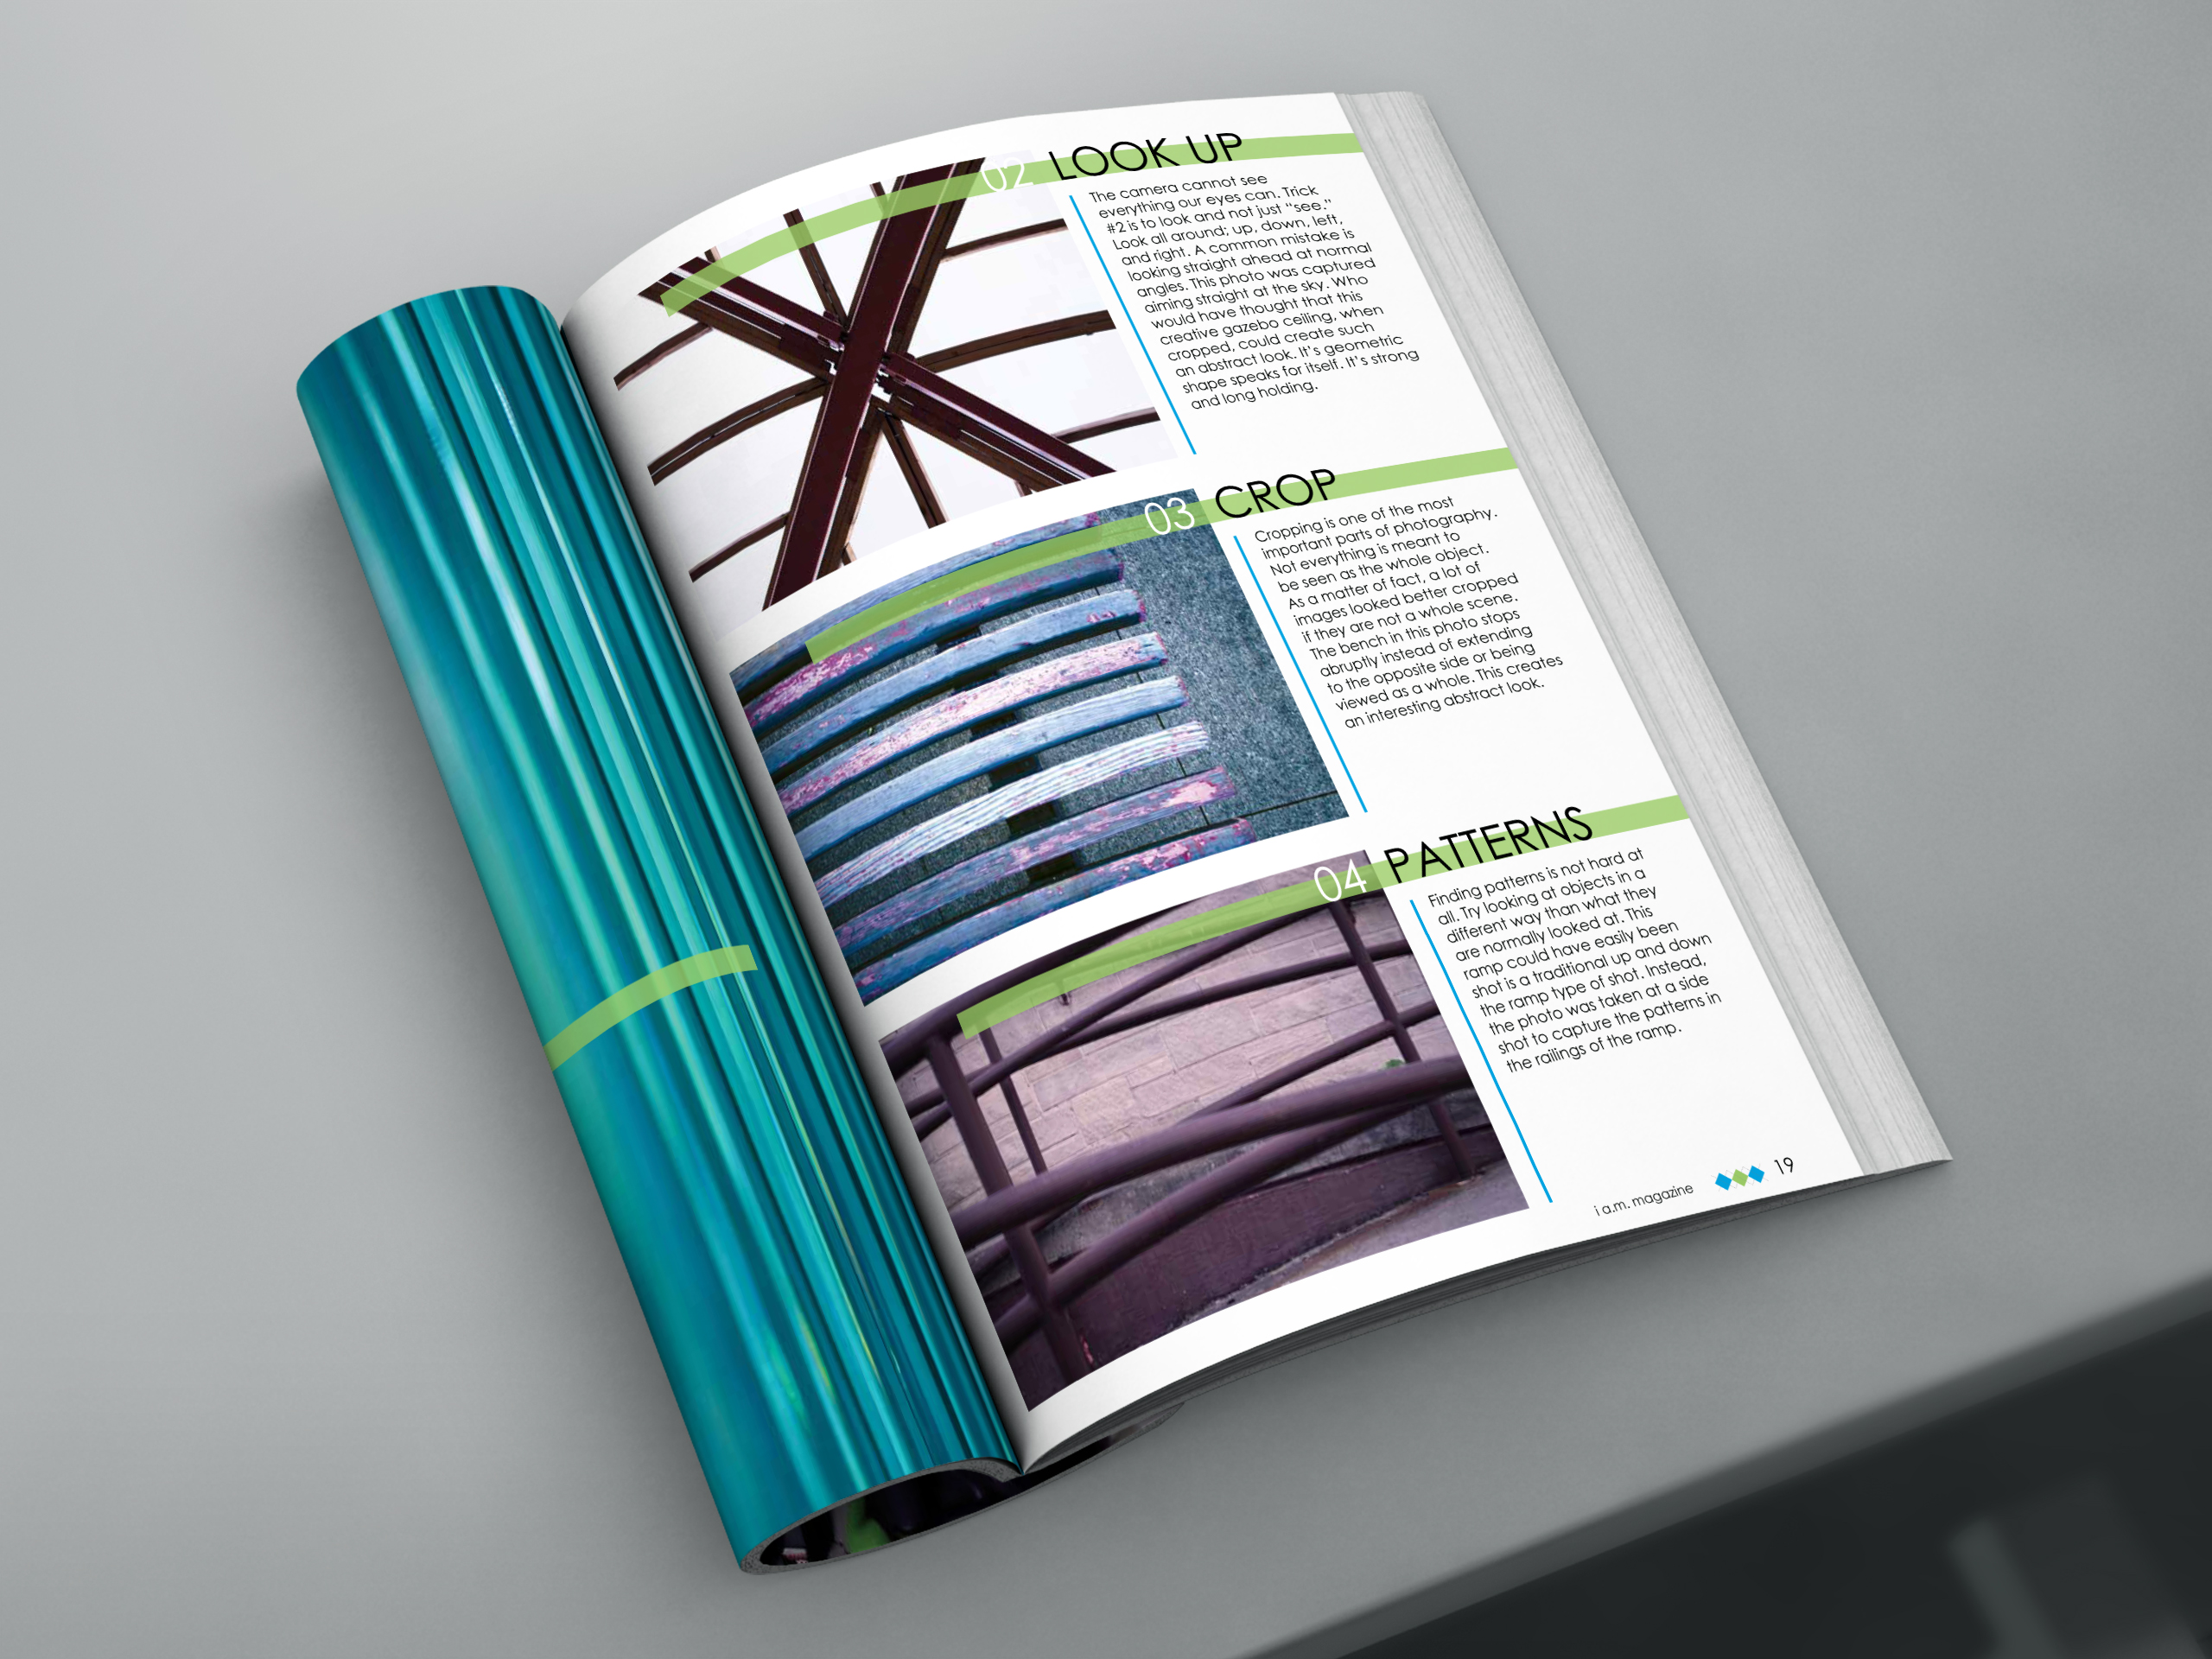 02 LOOK UP
The camera cannot see
everything our eyes can. Trick
#2 is to look and not just "see."
Look all around; up, down, left,
and right. A common mistake is
looking straight ahead at normal
angles. This photo was captured
aiming straight at the sky. Who
would have thought that this
creative gazebo ceiling, when
cropped, could create such
an abstract look. It's geometric
shape speaks for itself. It's strong
and long holding.
03 CROP
Cropping is one of the most
important parts of photography.
Not everything is meant to
be seen as the whole object.
As a matter of fact, a lot of
images looked better cropped
if they are not a whole scene.
The bench in this photo stops
abruptly instead of extending
to the opposite side or being
viewed as a whole. This creates
an interesting abstract look.
04 PATTERNS
Finding patterns is not hard at
all. Try looking at objects in a
different way than what they
are normally looked at. This
ramp could have easily been
shot is a traditional up and down
the ramp type of shot. Instead,
the photo was taken at a side
shot to capture the patterns in
the railings of the ramp.
i a.m. magazine 19